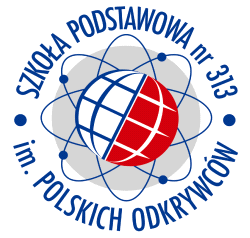 SZKOŁA PODSTAWOWA nr 313
im. POLSKICH ODKRYWCÓW